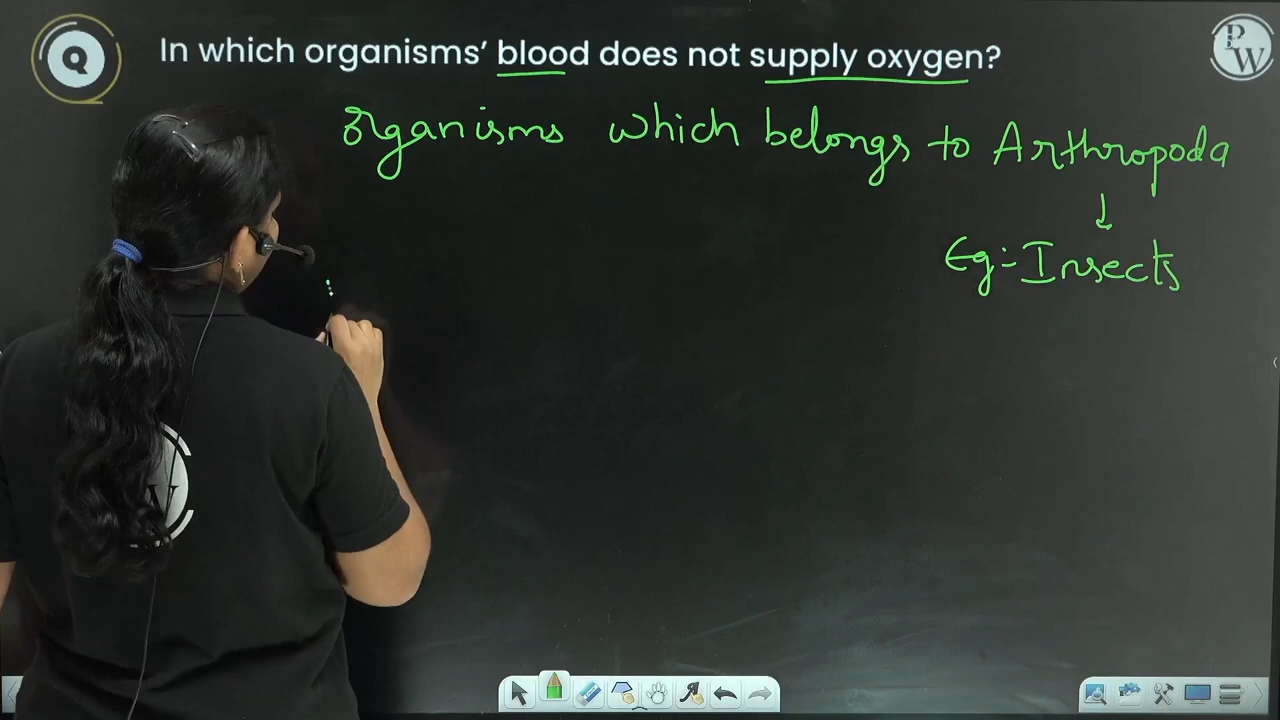 Q In which organisms' blood does not supply oxygen?
P
W
Organisms which belongs to Arthropoda
↓
Eg:- Insects
W